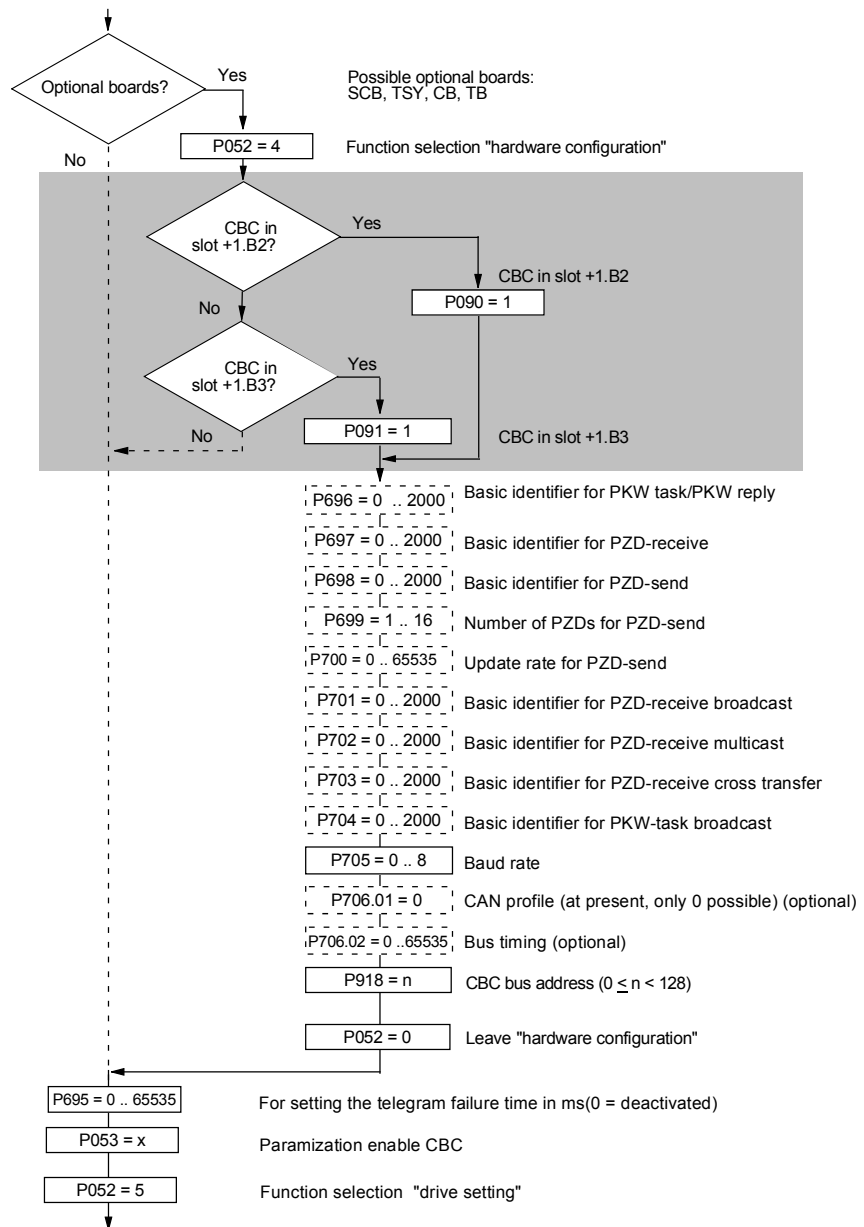 Optional boards?
Yes
Possible optional boards:
SCB, TSY, CB, TB
P052 = 4
Function selection "hardware configuration"
No
CBC in
slot +1.B2?
Yes
CBC in slot +1.B2
P090 = 1
No
CBC in
slot +1.B3?
Yes
P091 = 1
CBC in slot +1.B3
No
P696 = 0 .. 2000
Basic identifier for PKW task/PKW reply
P697 = 0 .. 2000
Basic identifier for PZD-receive
P698 = 0 .. 2000
Basic identifier for PZD-send
P699 = 1 .. 16
Number of PZDs for PZD-send
P700 = 0 .. 65535
Update rate for PZD-send
P701 = 0 .. 2000
Basic identifier for PZD-receive broadcast
P702 = 0 .. 2000
Basic identifier for PZD-receive multicast
P703 = 0 .. 2000
Basic identifier for PZD-receive cross transfer
P704 = 0 .. 2000
Basic identifier for PKW-task broadcast
P705 = 0 .. 8
Baud rate
P706.01 = 0
CAN profile (at present, only 0 possible) (optional)
P706.02 = 0 ..65535
Bus timing (optional)
P918 = n
CBC bus address (0 ≤ n < 128)
P052 = 0
Leave "hardware configuration"
P695 = 0 .. 65535
For setting the telegram failure time in ms(0 = deactivated)
P053 = x
Paramization enable CBC
P052 = 5
Function selection "drive setting"